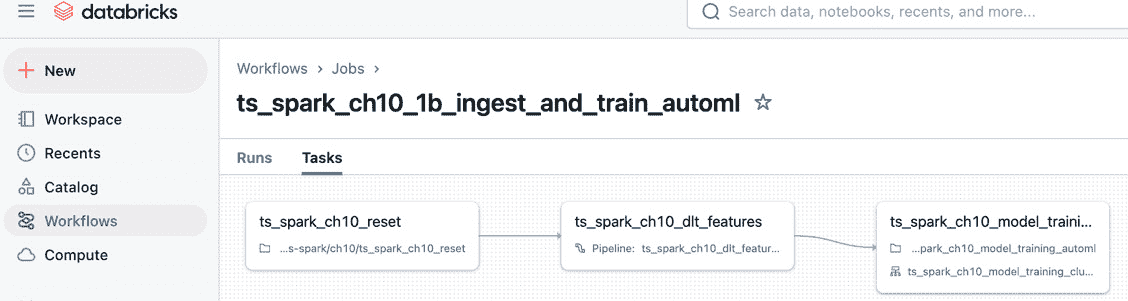 databricks
Search data, notebooks, recents, and more...
New
Workspace
Recents
Catalog
Workflows
Compute
Workflows > Jobs >
ts_spark_ch10_1b_ingest_and_train_automl
Runs Tasks
ts_spark_ch10_reset
...s-spark/ch10/ts_spark_ch10_reset
ts_spark_ch10_dlt_features
Pipeline: ts_spark_ch10_dlt_featur...
ts_spark_ch10_model_traini...
...park_ch10_model_training_automl
ts_spark_ch10_model_training_clu...